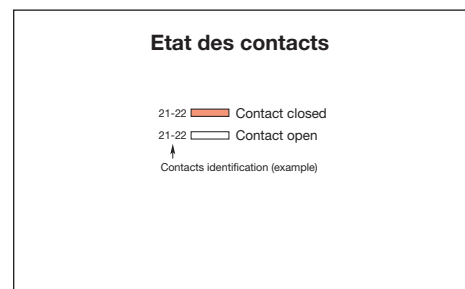 Etat des contacts
21-22 Contact closed
21-22 Contact open
Contacts identification (example)